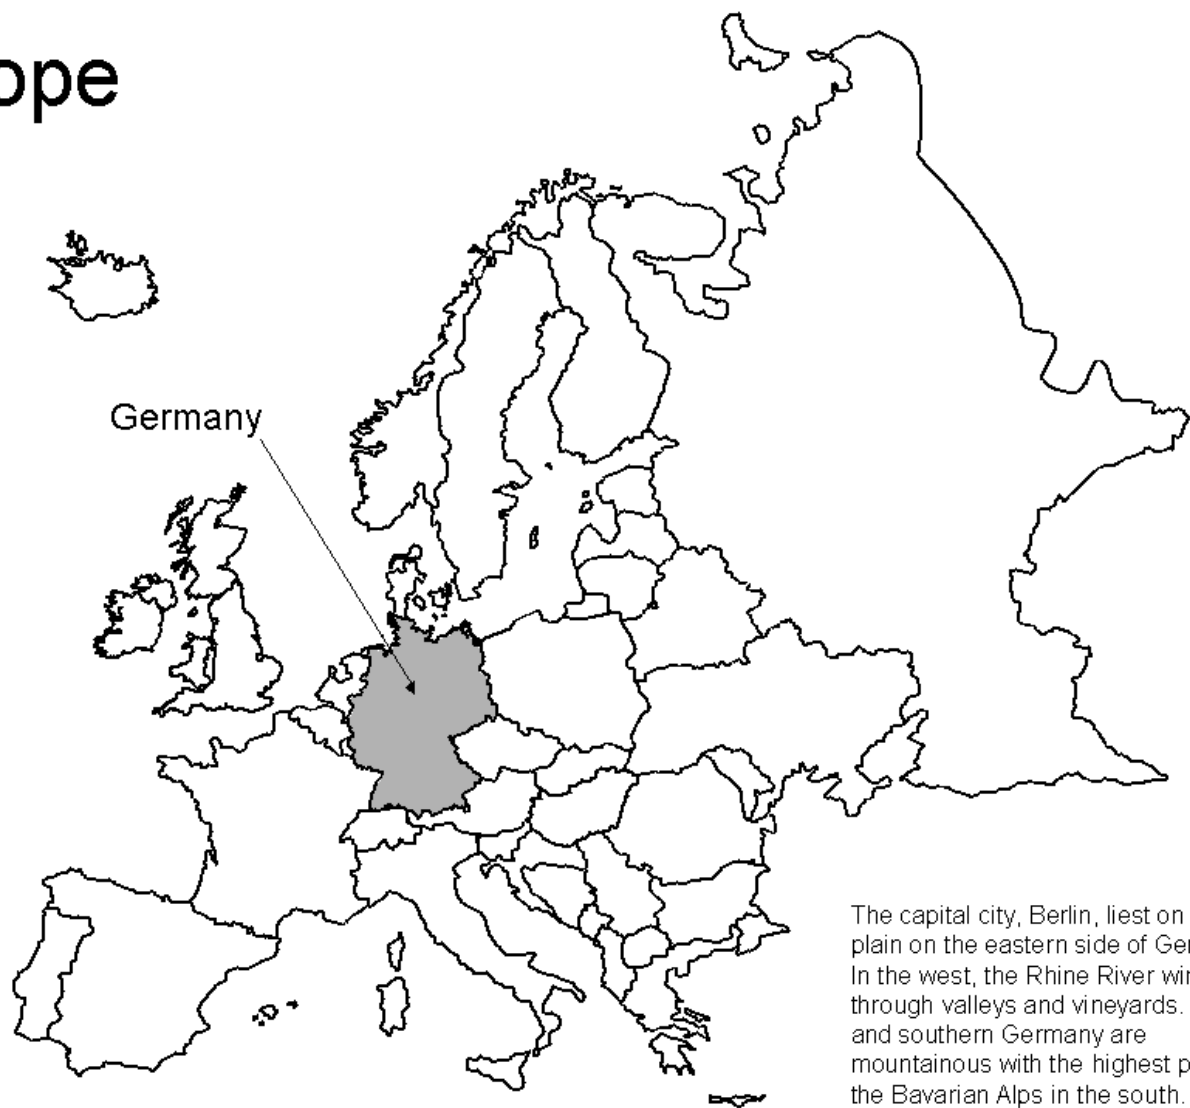 ope
Germany
The capital city, Berlin, liest on
plain on the eastern side of Ger
In the west, the Rhine River win
through valleys and vineyards.
and southern Germany are
mountainous with the highest p
the Bavarian Alps in the south.